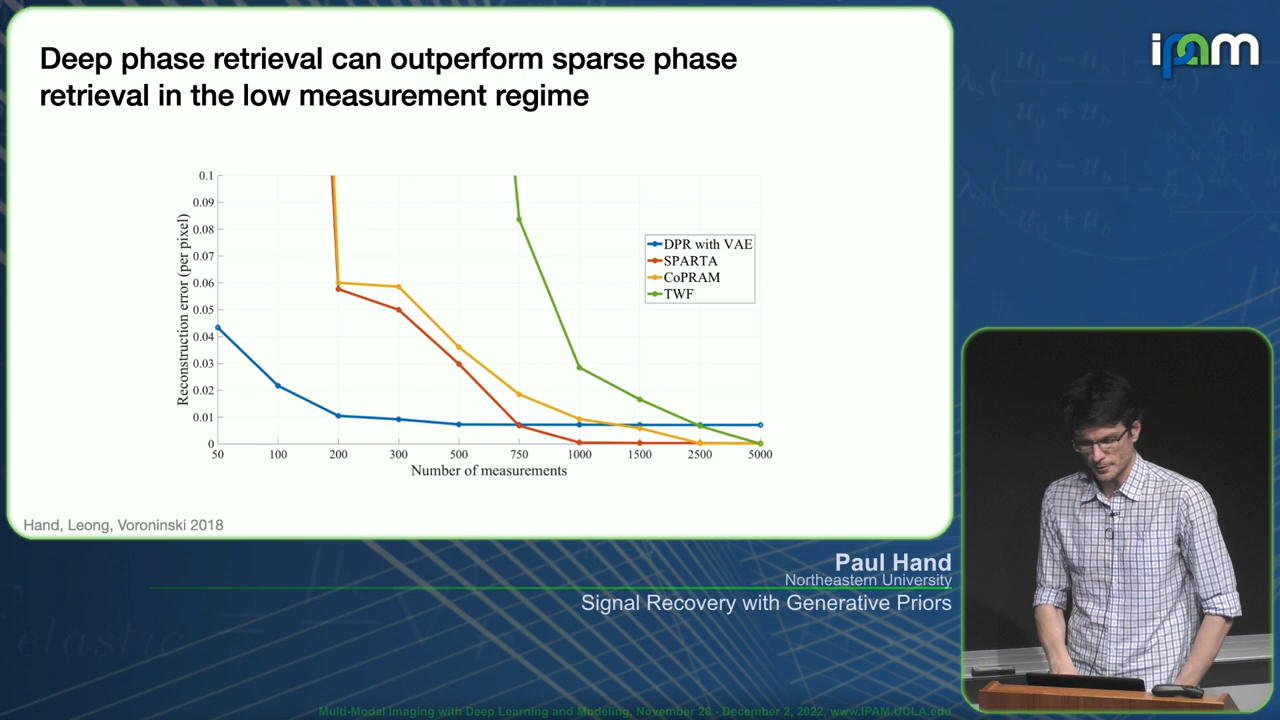 Deep phase retrieval can outperform sparse phase
retrieval in the low measurement regime
ipam
0.1
0.09
0.08
0.07
0.06
0.05
0.04
0.03
0.02
0.01
0
Reconstruction error (per pixel)
DPR with VAE
SPARTA
CoPRAM
TWF
50 100 200 300 500 750 1000 1500 2500 5000
Number of measurements
Hand, Leong, Voroninski 2018
Paul Hand
Northeastern University
Signal Recovery with Generative Priors
elastic
Multi-Modal Imaging with Deep Learning and Modeling, November 28 - December 2, 2022, www.IPAM.UCLA.edu